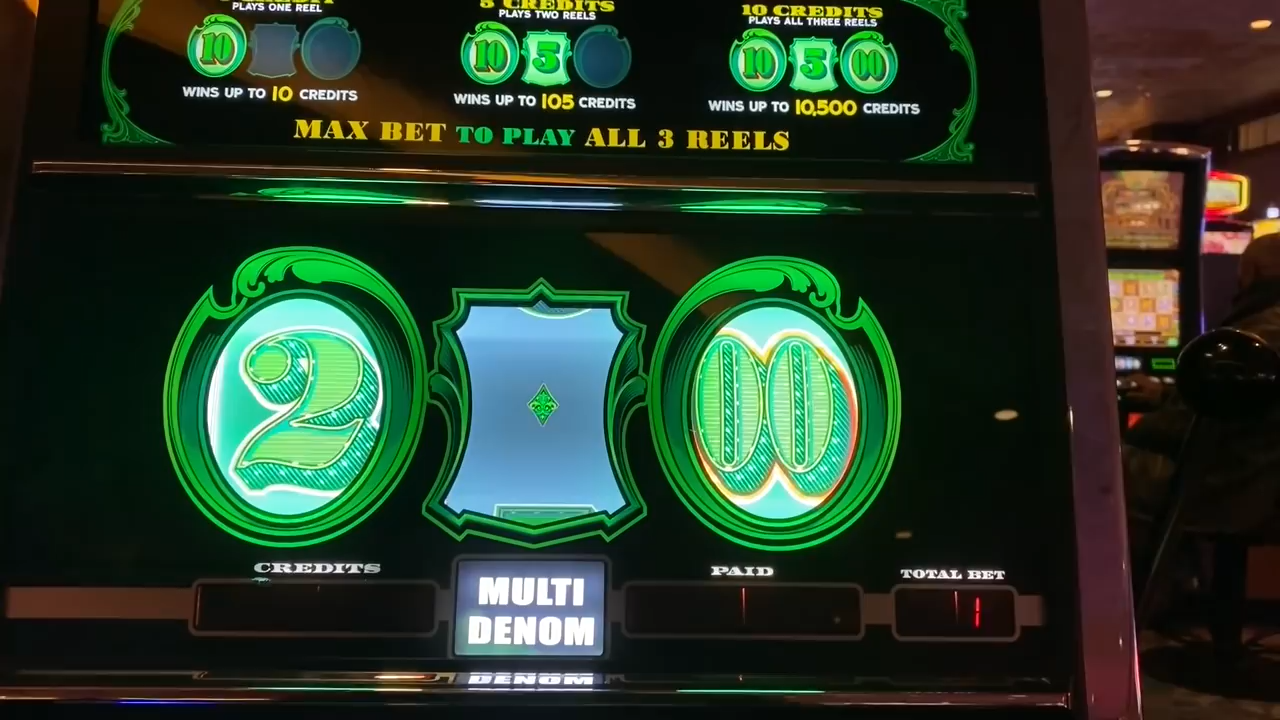 5 CREDITS
10 CREDITS
PLAYS ONE REEL
PLAYS TWO REELS
PLAYS ALL THREE REELS
10
10 5
10 5 00
WINS UP TO 10 CREDITS
WINS UP TO 105 CREDITS
WINS UP TO 10,500 CREDITS
MAX BET TO PLAY ALL 3 REELS
2
00
CREDITS
PAID
TOTAL BET
1
MULTI
DENOM